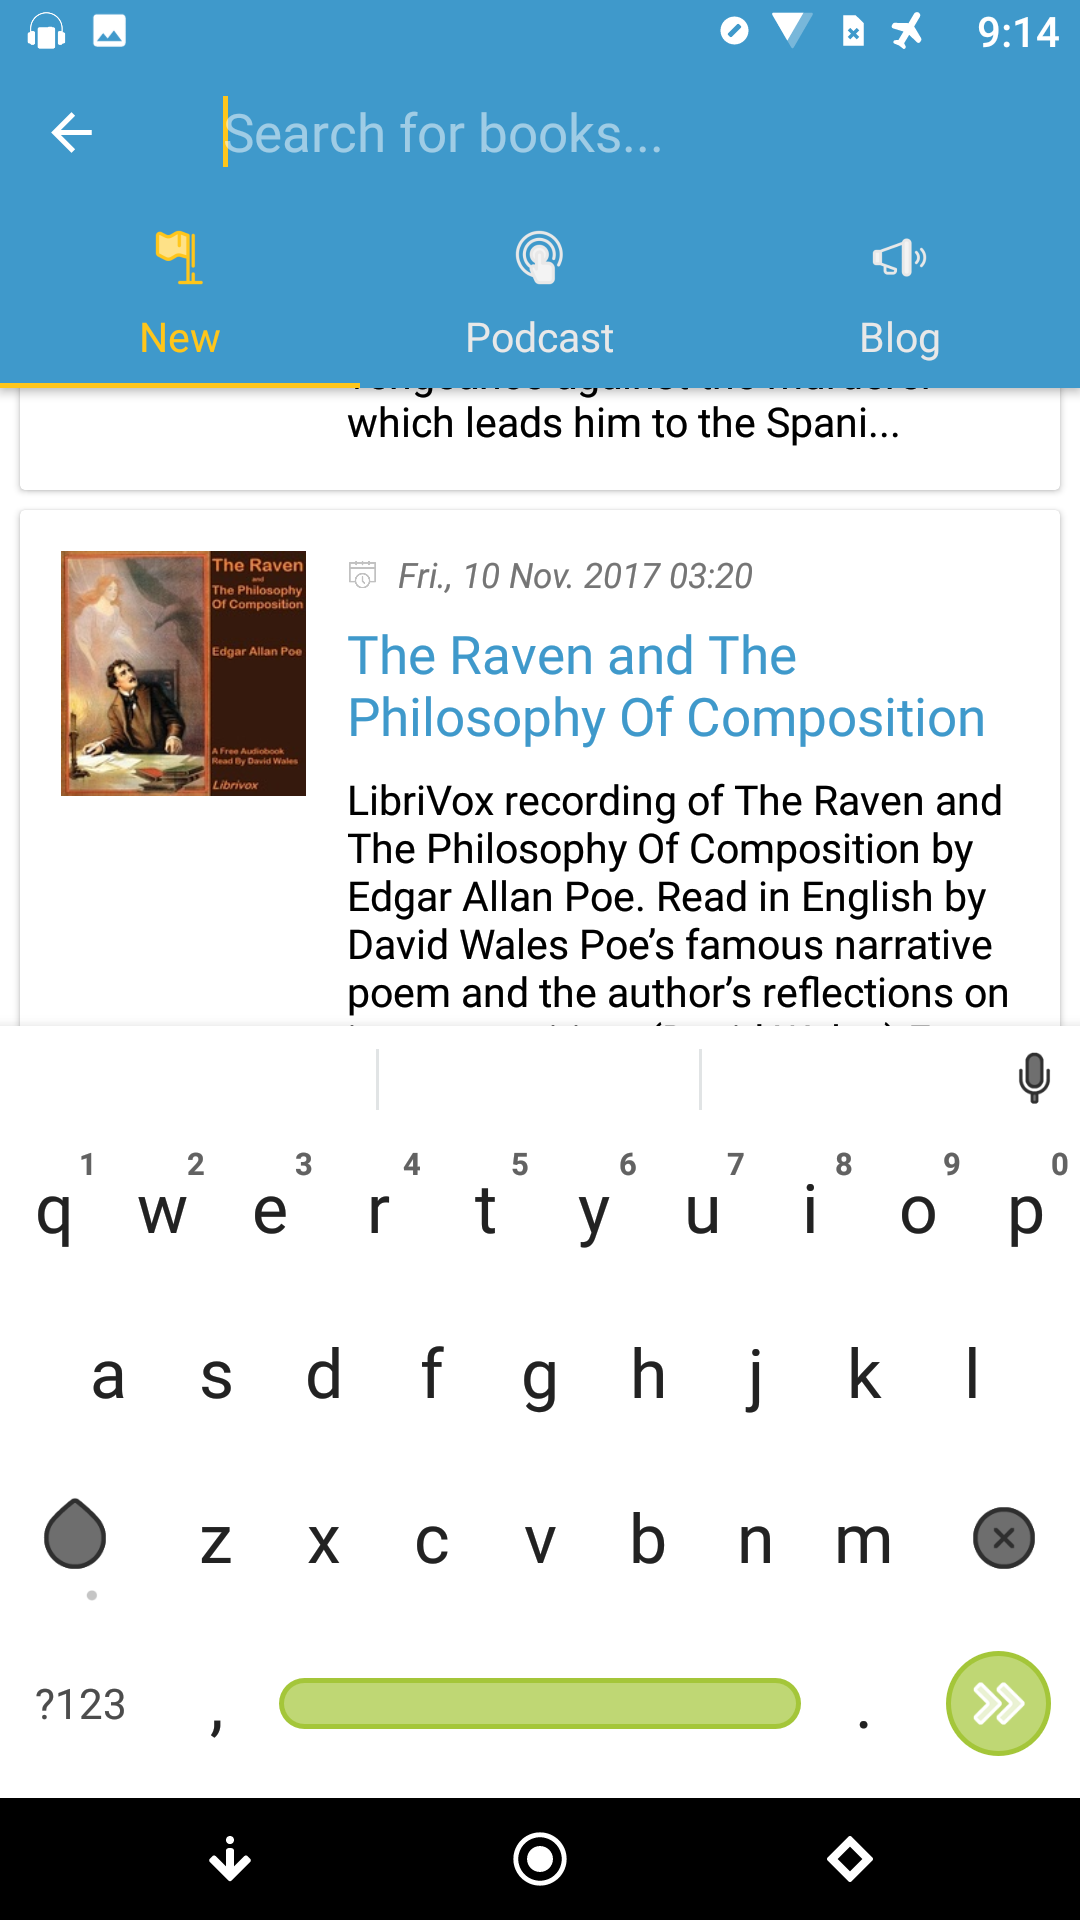 9:14
Search for books...
New
Podcast
Blog
vengeance against the murderer
which leads him to the Spani...
The Raven
and
The Philosophy
Of Composition
Edgar Allan Poe
A Free Audiobook
Read By David Wales
Librivox
Fri., 10 Nov. 2017 03:20
The Raven and The
Philosophy Of Composition
LibriVox recording of The Raven and
The Philosophy Of Composition by
Edgar Allan Poe. Read in English by
David Wales Poe’s famous narrative
poem and the author’s reflections on
1 2 3 4 5 6 7 8 9 0
q w e r t y u i o p
a s d f g h j k l
z x c v b n m
?123 , .